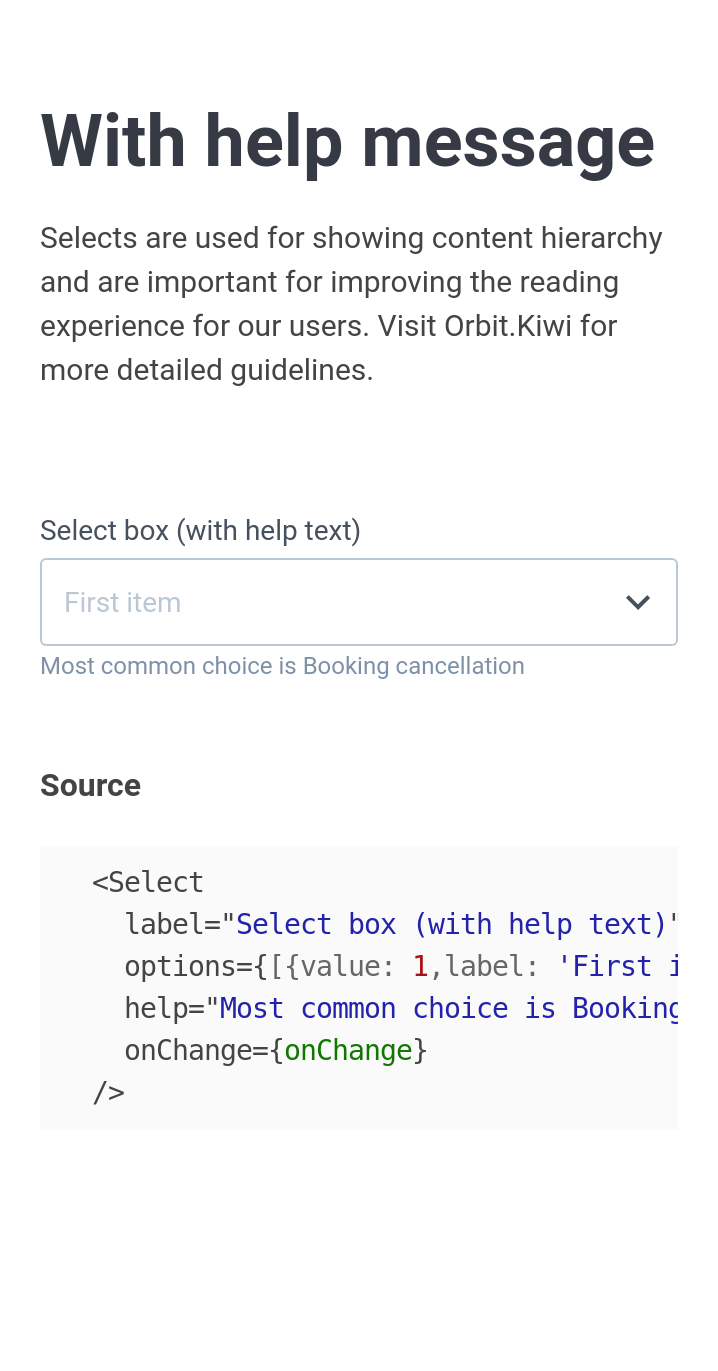 With help message
Selects are used for showing content hierarchy
and are important for improving the reading
experience for our users. Visit Orbit.Kiwi for
more detailed guidelines.
Select box (with help text)
First item
Most common choice is Booking cancellation
Source
<Select
label="Select box (with help text)"
options={[{value: 1,label: 'First i
help="Most common choice is Booking
onChange={onChange}
/>